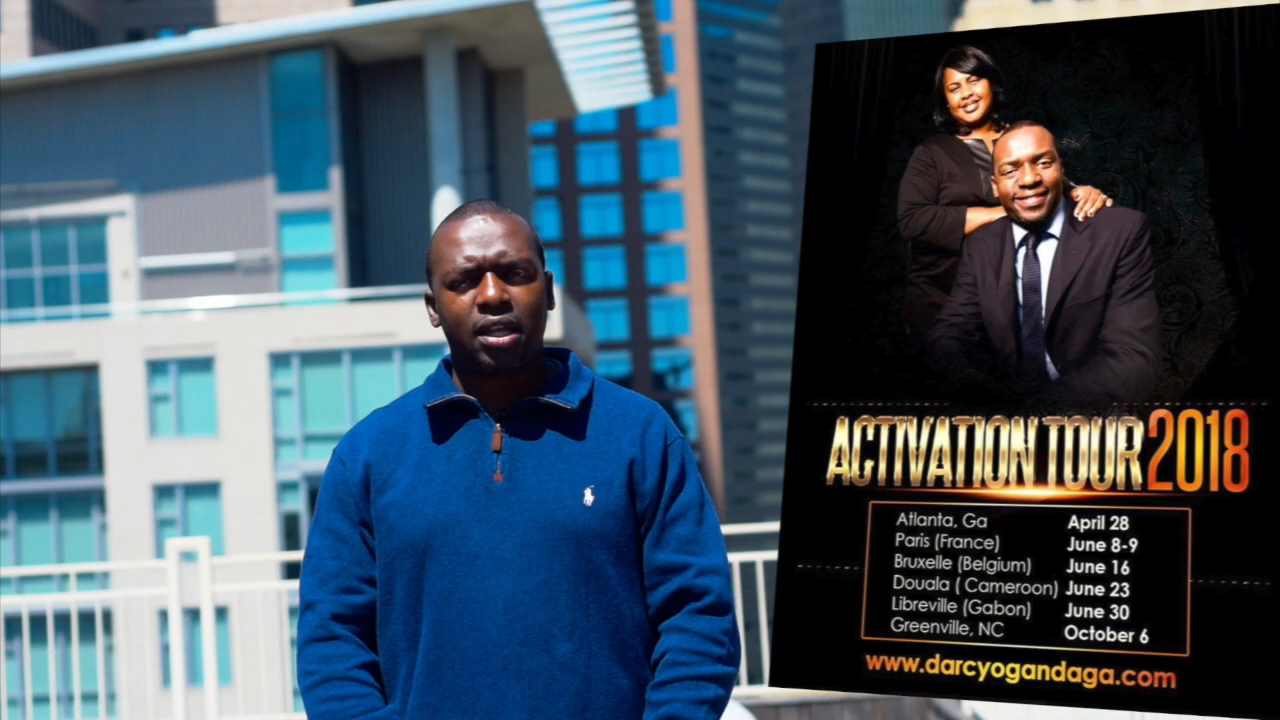 ACTIVATION TOUR 2018
Atlanta, Ga April 28
Paris (France) June 8-9
Bruxelle (Belgium) June 16
Douala ( Cameroon) June 23
Libreville (Gabon) June 30
Greenville, NC October 6
www.darcyogandaga.com